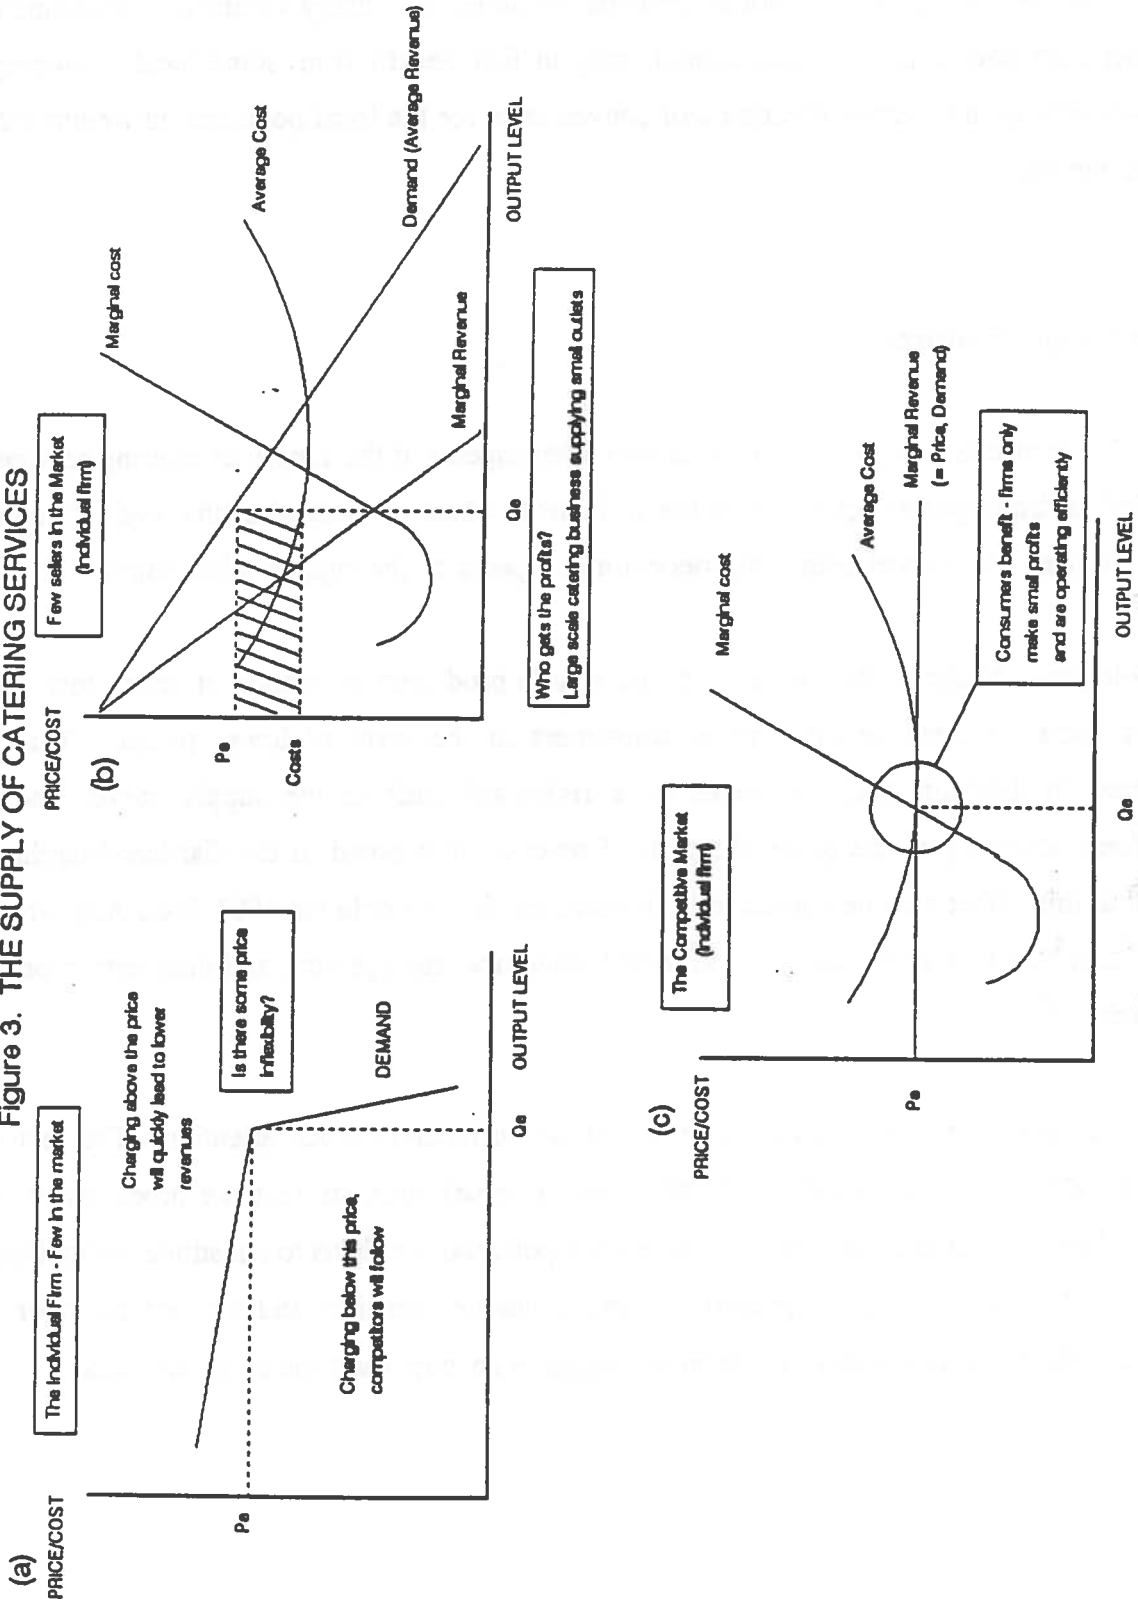 Figure 3. THE SUPPLY OF CATERING SERVICES
(a)
PRICE/COST
The Individual Firm - Few in the market
Charging above the price
will quickly lead to lower
revenues
Is there some price
inflexibility?
Pe
Charging below this price,
competitors will follow
DEMAND
Qe
OUTPUT LEVEL
(b)
PRICE/COST
Few sellers in the Market
(individual firm)
Marginal cost
Average Cost
Pe
Costs
Demand (Average Revenue)
Marginal Revenue
Qe
OUTPUT LEVEL
Who gets the profits?
Large scale catering business supplying small outlets
(c)
PRICE/COST
The Competitive Market
(individual firm)
Marginal cost
Average Cost
Pe
Marginal Revenue
( = Price, Demand)
Consumers benefit, firms only
make small profits
and are operating efficiently
Qe
OUTPUT LEVEL